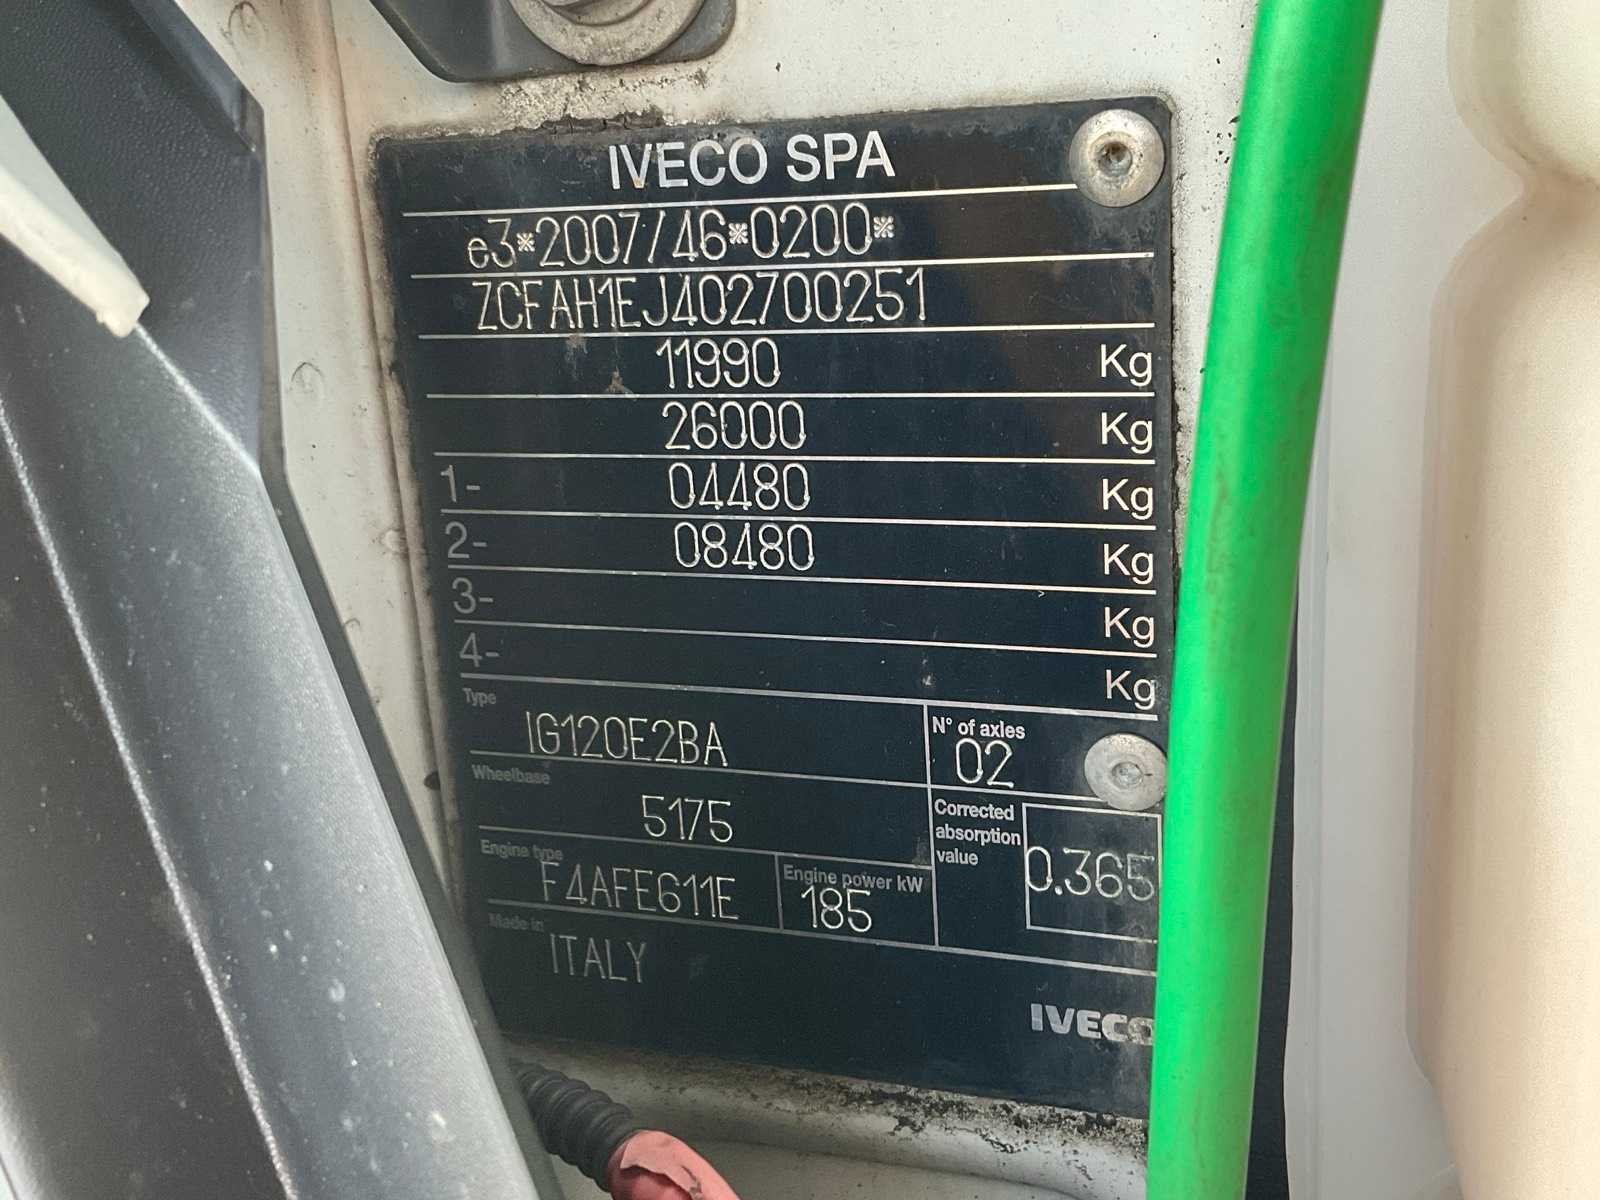 IVECO SPA
e3*2007/46*0200*
ZCFAH1EJ402700251
11990 Kg
26000 Kg
1- 04480 Kg
2- 08480 Kg
3- Kg
4- Kg
Type IG120E2BA
N° of axles 02
Wheelbase 5175
Corrected absorption value 0.365
Engine type F4AFE611E
Engine power kW 185
Made in ITALY
IVECO